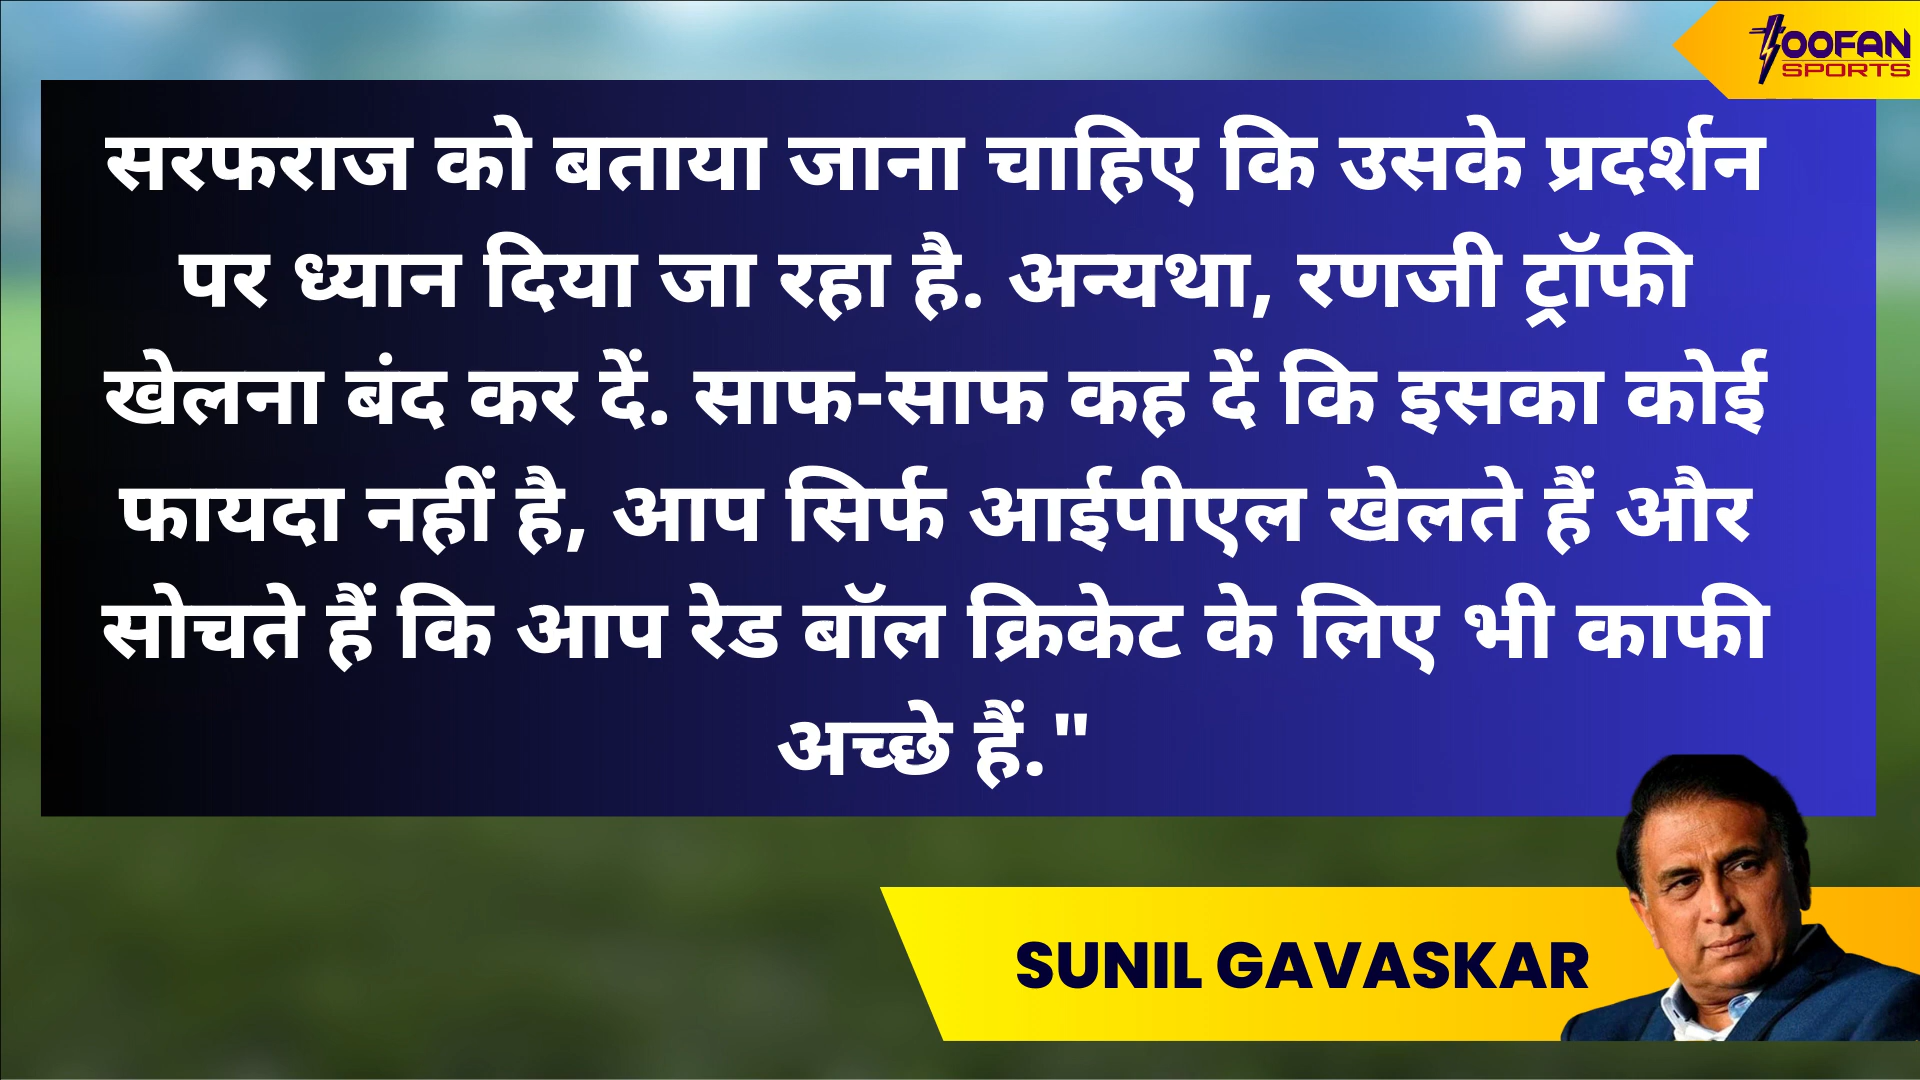 TOOFAN
SPORTS
सरफराज को बताया जाना चाहिए कि उसके प्रदर्शन
पर ध्यान दिया जा रहा है. अन्यथा, रणजी ट्रॉफी
खेलना बंद कर दें. साफ-साफ कह दें कि इसका कोई
फायदा नहीं है, आप सिर्फ आईपीएल खेलते हैं और
सोचते हैं कि आप रेड बॉल क्रिकेट के लिए भी काफी
अच्छे हैं."
SUNIL GAVASKAR